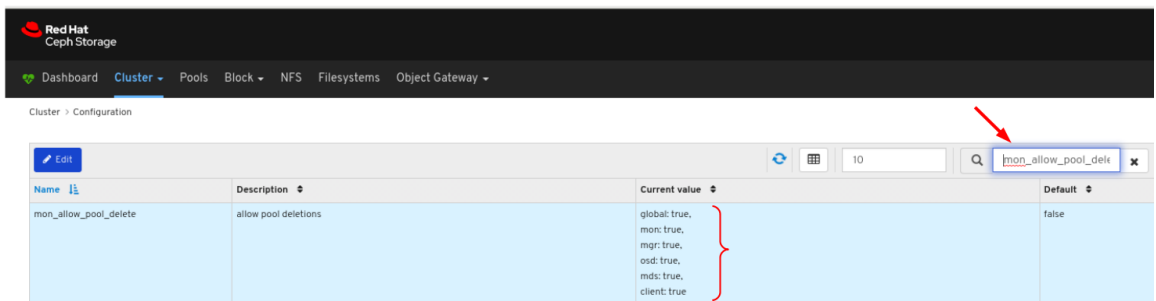 Red Hat
Ceph Storage
Dashboard Cluster Pools Block NFS Filesystems Object Gateway
Cluster > Configuration
Edit 10 mon_allow_pool_dele
Name Description Current value Default
mon_allow_pool_delete allow pool deletions global: true, false
mon: true,
mgr: true,
osd: true,
mds: true,
client: true